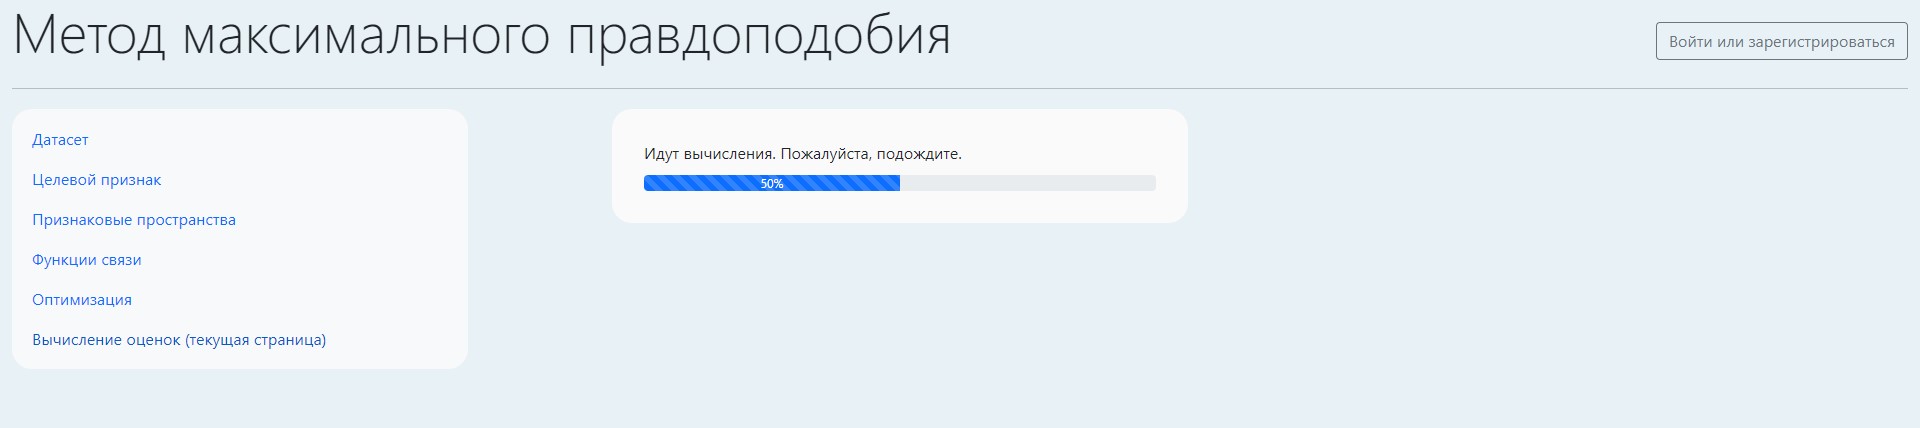 Метод максимального правдоподобия
Войти или зарегистрироваться
Датасет
Целевой признак
Признаковые пространства
Функции связи
Оптимизация
Вычисление оценок (текущая страница)
Идут вычисления. Пожалуйста, подождите.
50%